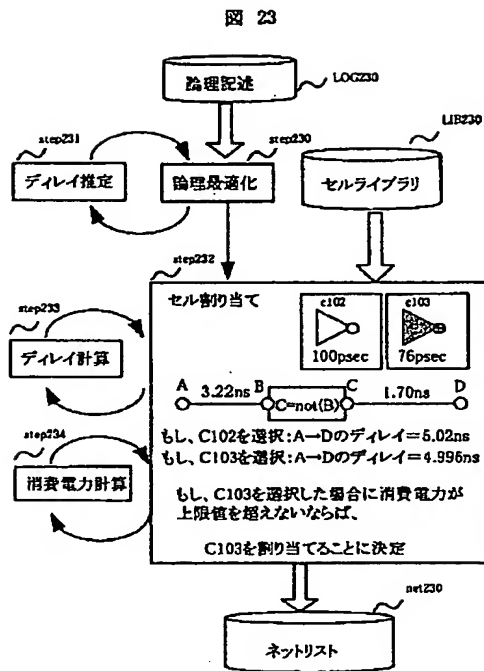 図 23
論理記述
LOG230
step231
step230
LIB230
ディレイ推定
論理最適化
セルライブラリ
step232
セル割り当て
c102
c103
100psec
76psec
step233
ディレイ計算
A 3.22ns B C=not(B) C 1.70ns D
もし、C102を選択:A→Dのディレイ=5.02ns
もし、C103を選択:A→Dのディレイ=4.996ns
step234
消費電力計算
もし、C103を選択した場合に消費電力が
上限値を超えないならば、
C103を割り当てることに決定
net230
ネットリスト